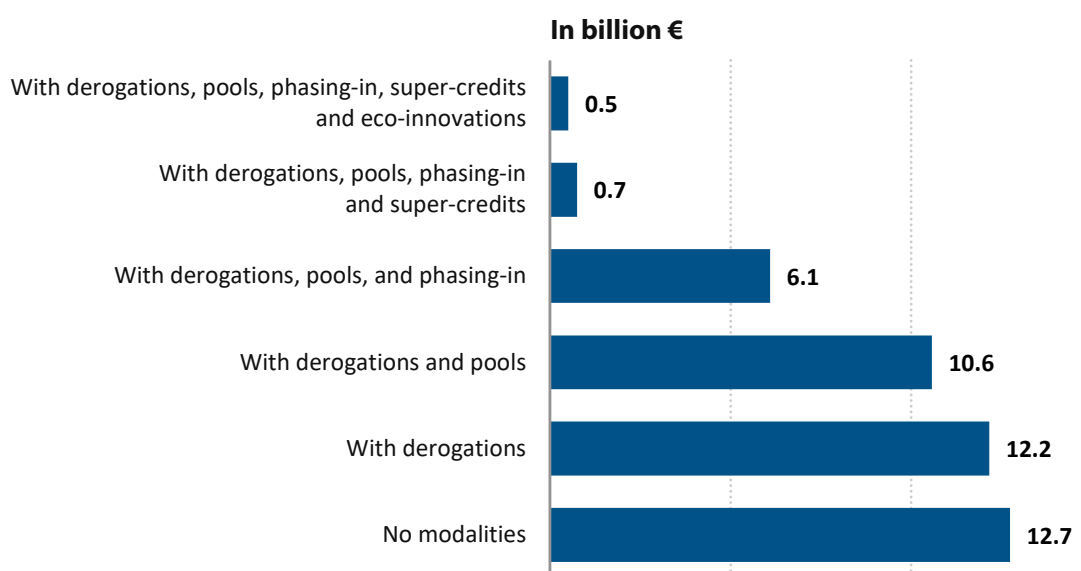 In billion €
With derogations, pools, phasing-in, super-credits
and eco-innovations
0.5
With derogations, pools, phasing-in
and super-credits
0.7
With derogations, pools, and phasing-in
6.1
With derogations and pools
10.6
With derogations
12.2
No modalities
12.7